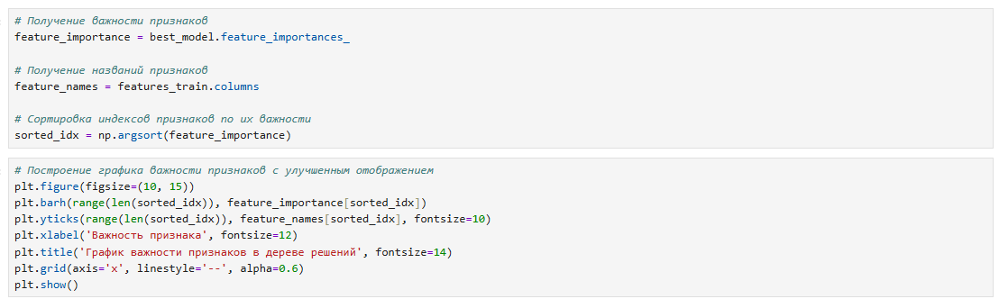 # Получение важности признаков
feature_importance = best_model.feature_importances_
# Получение названий признаков
feature_names = features_train.columns
# Сортировка индексов признаков по их важности
sorted_idx = np.argsort(feature_importance)
# Построение графика важности признаков с улучшенным отображением
plt.figure(figsize=(10, 15))
plt.barh(range(len(sorted_idx)), feature_importance[sorted_idx])
plt.yticks(range(len(sorted_idx)), feature_names[sorted_idx], fontsize=10)
plt.xlabel('Важность признака', fontsize=12)
plt.title('График важности признаков в дереве решений', fontsize=14)
plt.grid(axis='x', linestyle='--', alpha=0.6)
plt.show()